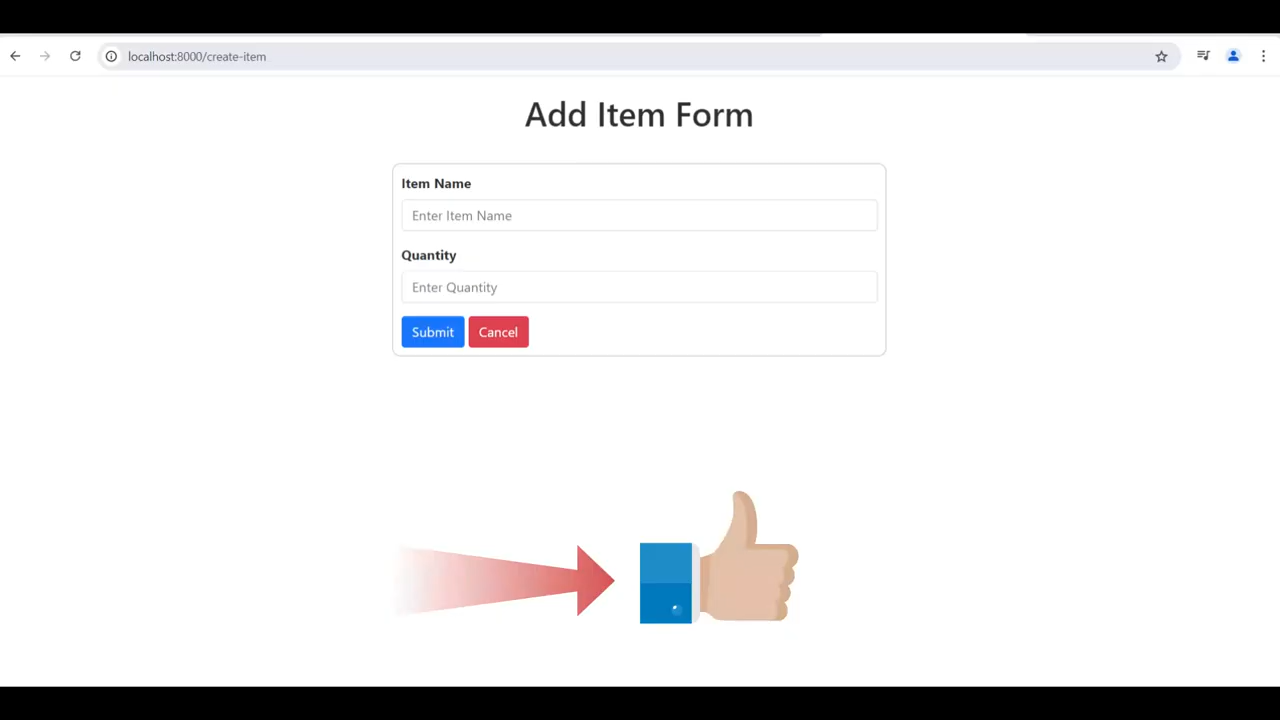 localhost:8000/create-item
Add Item Form
Item Name
Enter Item Name
Quantity
Enter Quantity
Submit Cancel